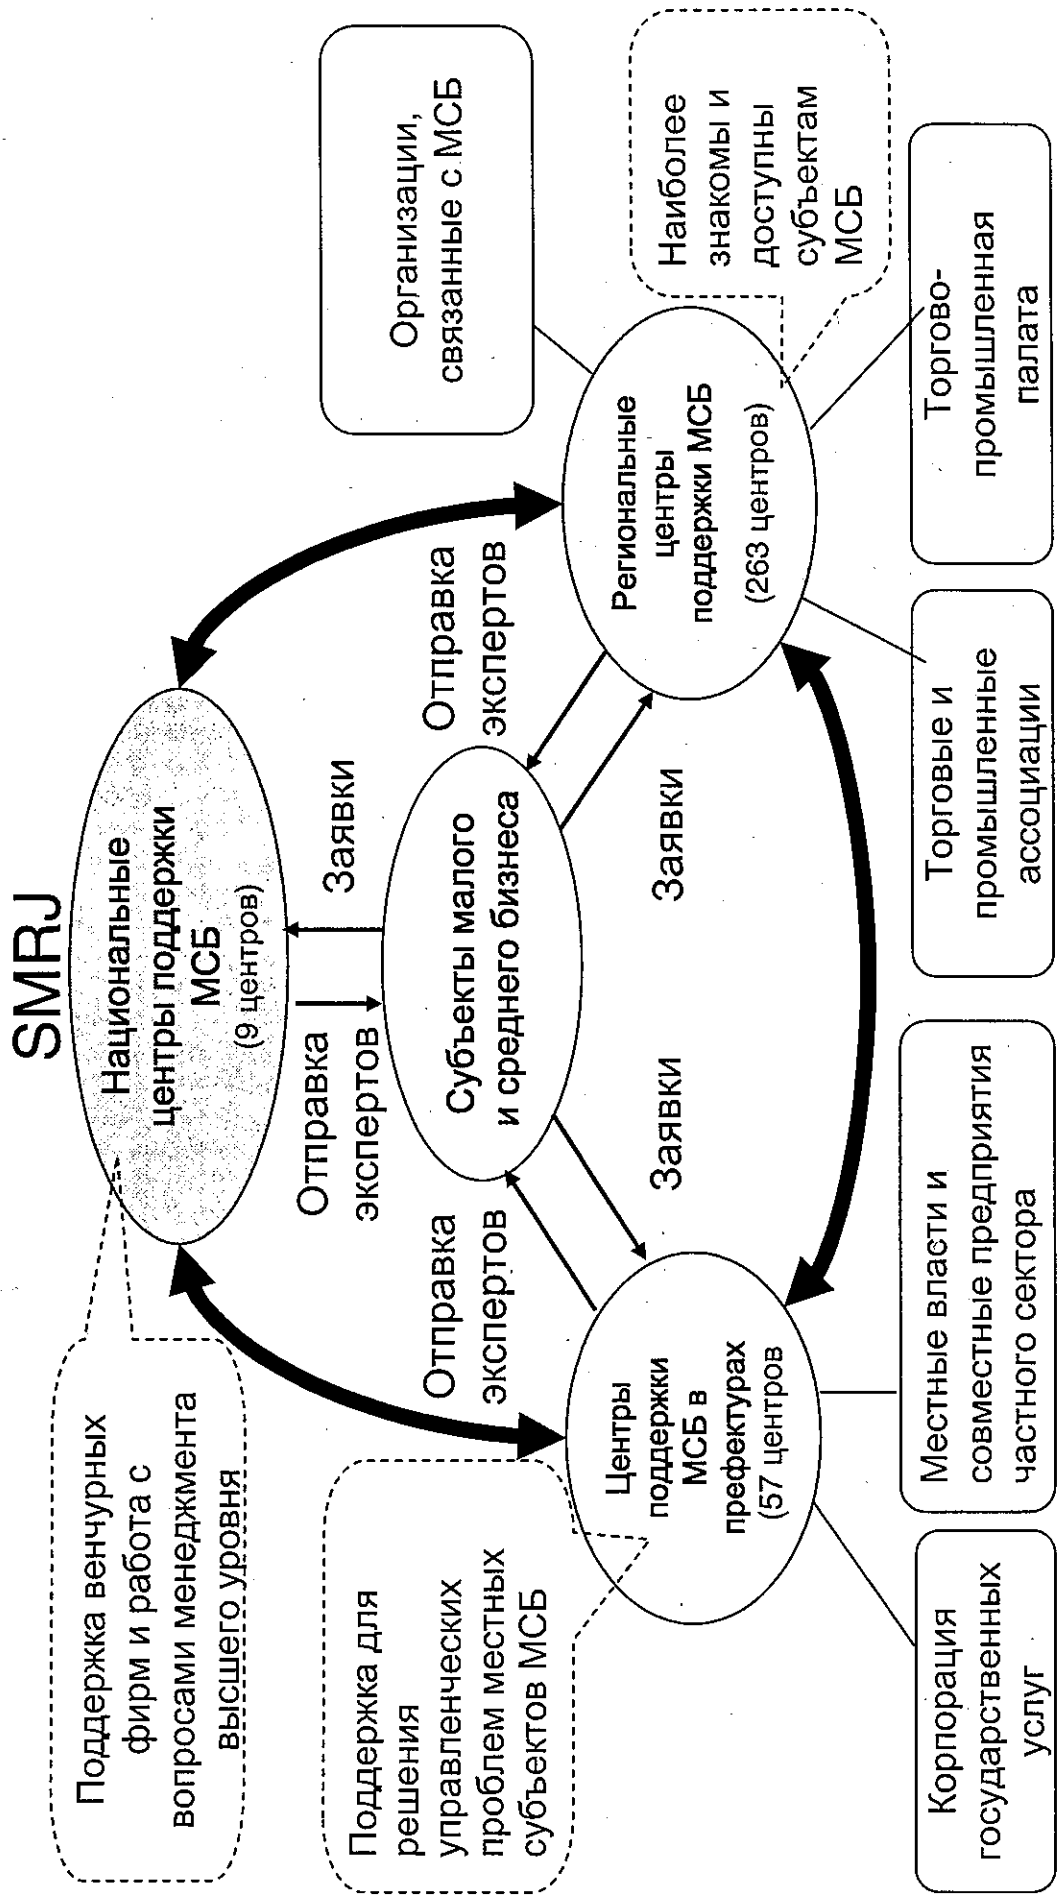 SMRJ
Национальные
центры поддержки
МСБ
(9 центров)
Поддержка венчурных
фирм и работа с
вопросами менеджмента
высшего уровня
Организации,
связанные с МСБ
Отправка
экспертов
Заявки
Отправка
экспертов
Отправка
экспертов
Субъекты малого
и среднего бизнеса
Поддержка для
решения
управленческих
проблем местных
субъектов МСБ
Центры
поддержки
МСБ в
префектурах
(57 центров
Заявки
Заявки
Региональные
центры
поддержки МСБ
(263 центров)
Наиболее
знакомы и
доступны
субъектам
МСБ
Корпорация
государственных
услуг
Местные власти и
совместные предприятия
частного сектора
Торговые и
промышленные
ассоциации
Торгово-
промышленная
палата